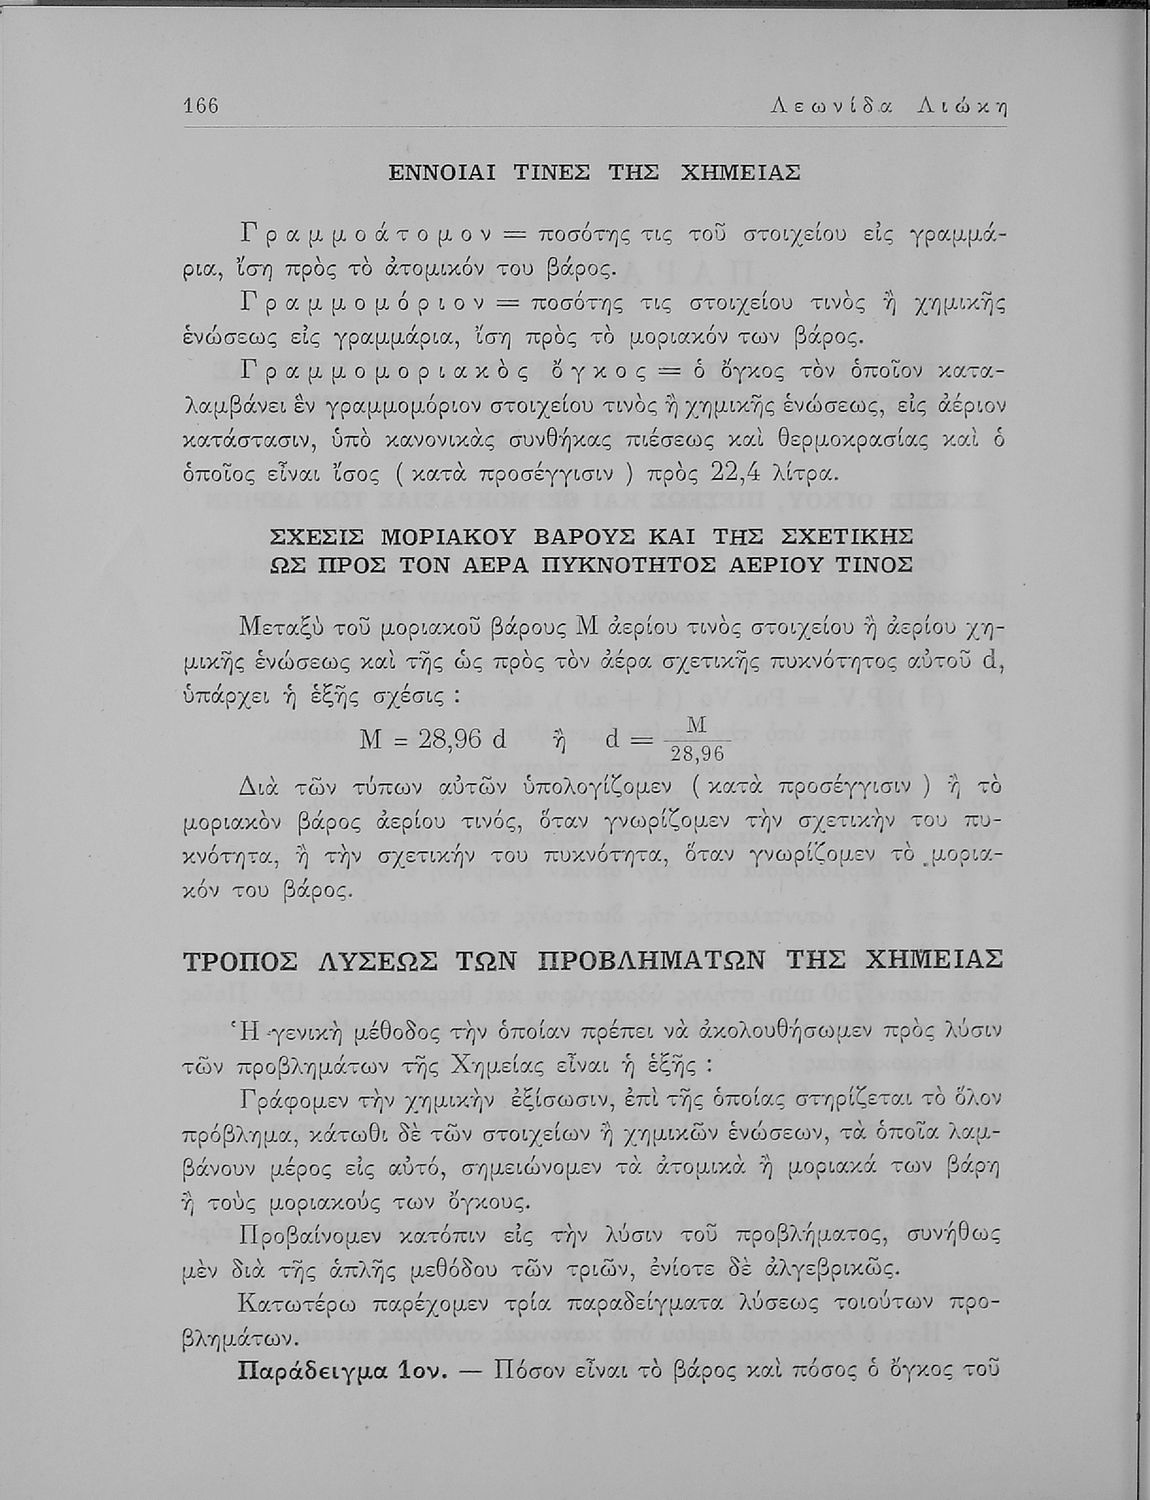 166 Λεωνίδα Λιώκη
ΕΝΝΟΙΑΙ ΤΙΝΕΣ ΤΗΣ ΧΗΜΕΙΑΣ
Γραμμοάτομον = ποσότης τις τοῦ στοιχείου εἰς γραμμά-
ρια, ἴση πρὸς τὸ ἀτομικόν του βάρος.
Γραμμομόριον = ποσότης τις στοιχείου τινὸς ἢ χημικῆς
ἑνώσεως εἰς γραμμάρια, ἴση πρὸς τὸ μοριακόν των βάρος.
Γραμμομοριακὸς ὄγκος = ὁ ὄγκος τὸν ὁποῖον κατα-
λαμβάνει ἓν γραμμομόριον στοιχείου τινὸς ἢ χημικῆς ἑνώσεως, εἰς ἀέριον
κατάστασιν, ὑπὸ κανονικὰς συνθήκας πιέσεως καὶ θερμοκρασίας καὶ ὁ
ὁποῖος εἶναι ἴσος ( κατὰ προσέγγισιν ) πρὸς 22,4 λίτρα.
ΣΧΕΣΙΣ ΜΟΡΙΑΚΟΥ ΒΑΡΟΥΣ ΚΑΙ ΤΗΣ ΣΧΕΤΙΚΗΣ
ΩΣ ΠΡΟΣ ΤΟΝ ΑΕΡΑ ΠΥΚΝΟΤΗΤΟΣ ΑΕΡΙΟΥ ΤΙΝΟΣ
Μεταξὺ τοῦ μοριακοῦ βάρους Μ ἀερίου τινὸς στοιχείου ἢ ἀερίου χη-
μικῆς ἑνώσεως καὶ τῆς ὡς πρὸς τὸν ἀέρα σχετικῆς πυκνότητος αὐτοῦ d,
ὑπάρχει ἡ ἑξῆς σχέσις :
M = 28,96 d ἢ d = M / 28,96
Διὰ τῶν τύπων αὐτῶν ὑπολογίζομεν ( κατὰ προσέγγισιν ) ἢ τὸ
μοριακὸν βάρος ἀερίου τινός, ὅταν γνωρίζομεν τὴν σχετικὴν του πυ-
κνότητα, ἢ τὴν σχετικήν του πυκνότητα, ὅταν γνωρίζομεν τὸ μορια-
κόν του βάρος.
ΤΡΟΠΟΣ ΛΥΣΕΩΣ ΤΩΝ ΠΡΟΒΛΗΜΑΤΩΝ ΤΗΣ ΧΗΜΕΙΑΣ
Ἡ γενικὴ μέθοδος τὴν ὁποίαν πρέπει νὰ ἀκολουθήσωμεν πρὸς λύσιν
τῶν προβλημάτων τῆς Χημείας εἶναι ἡ ἑξῆς :
Γράφομεν τὴν χημικὴν ἐξίσωσιν, ἐπὶ τῆς ὁποίας στηρίζεται τὸ ὅλον
πρόβλημα, κάτωθι δὲ τῶν στοιχείων ἢ χημικῶν ἑνώσεων, τὰ ὁποῖα λαμ-
βάνουν μέρος εἰς αὐτό, σημειώνομεν τὰ ἀτομικὰ ἢ μοριακά των βάρη
ἢ τοὺς μοριακούς των ὄγκους.
Προβαίνομεν κατόπιν εἰς τὴν λύσιν τοῦ προβλήματος, συνήθως
μὲν διὰ τῆς ἁπλῆς μεθόδου τῶν τριῶν, ἐνίοτε δὲ ἀλγεβρικῶς.
Κατωτέρω παρέχομεν τρία παραδείγματα λύσεως τοιούτων προ-
βλημάτων.
Παράδειγμα 1ον. — Πόσον εἶναι τὸ βάρος καὶ πόσος ὁ ὄγκος τοῦ